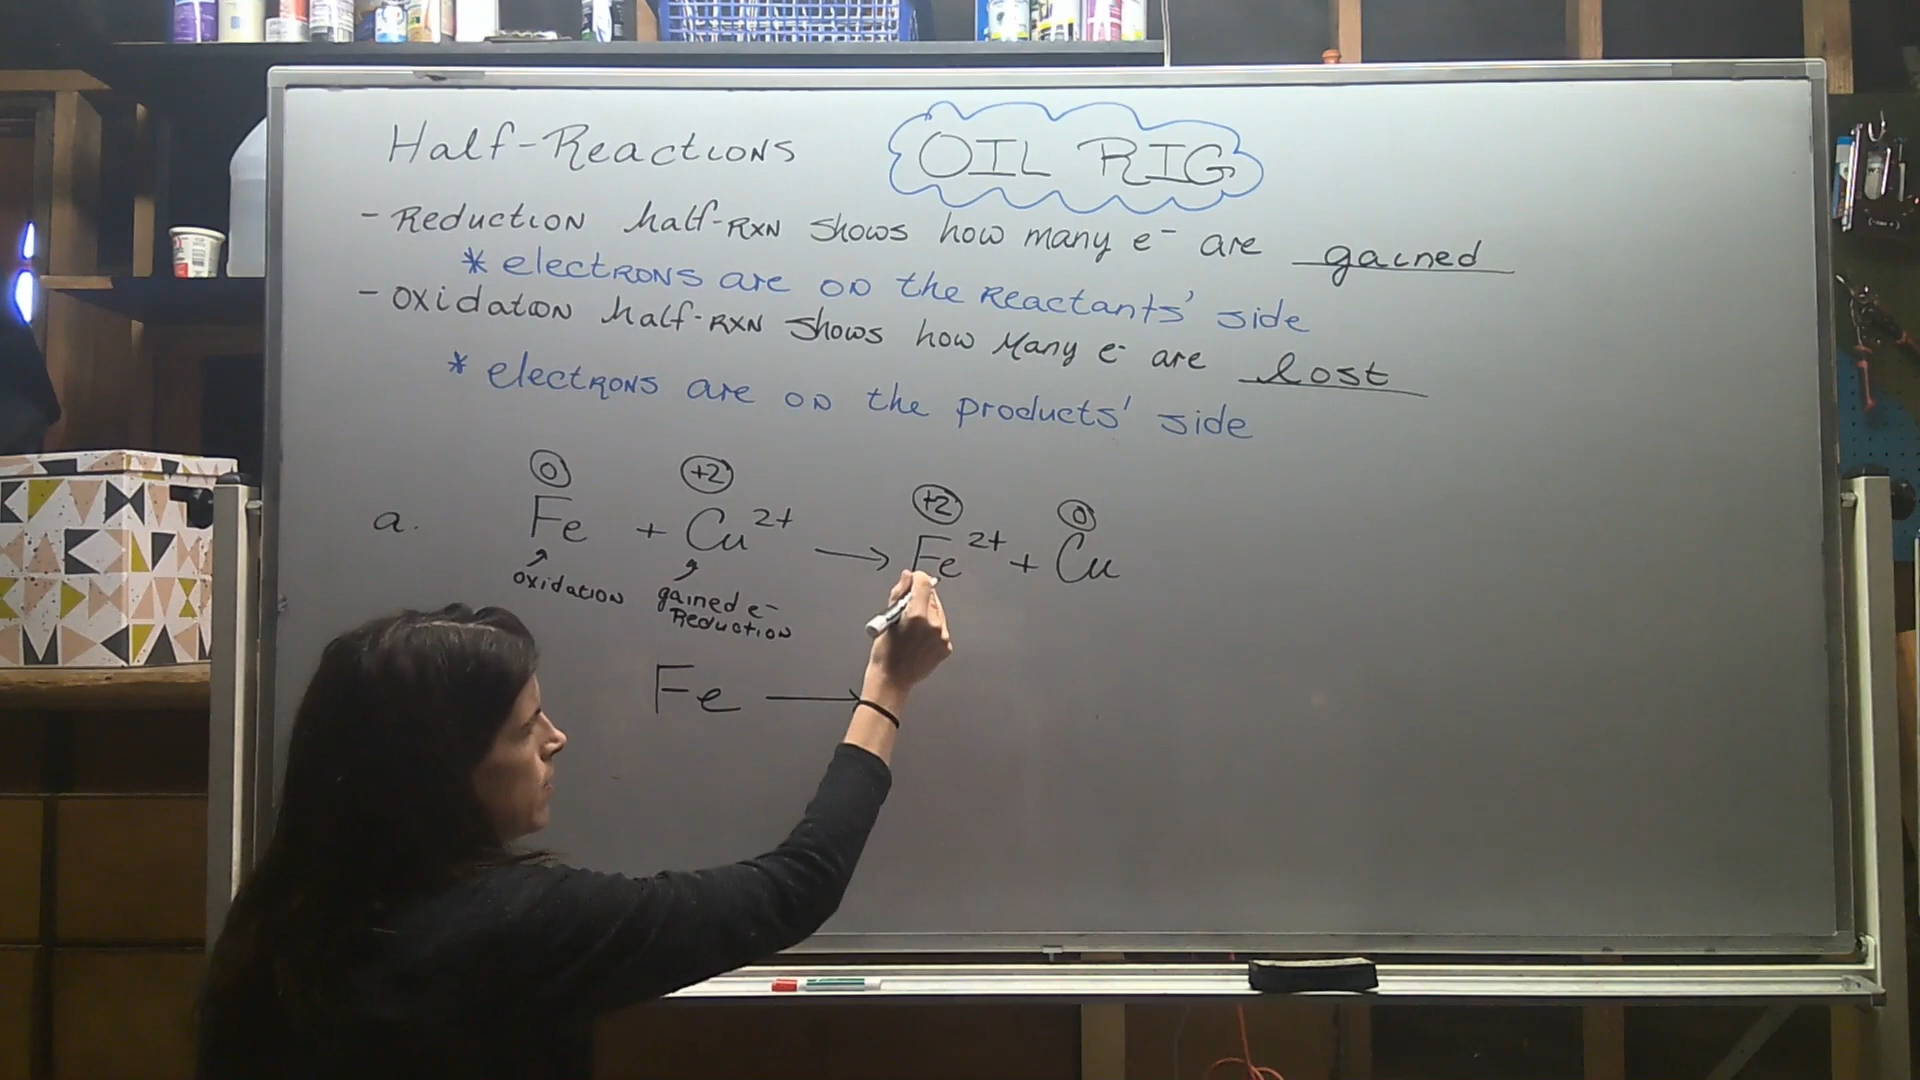 Half-Reactions
OIL RIG
- Reduction half-RXN shows how many e⁻ are gained
* electrons are on the reactants' side
- Oxidaton half-RXN shows how many e⁻ are lost
* electrons are on the products' side
0 +2 +2 0
a. Fe + Cu²⁺ → Fe²⁺ + Cu
oxidation gained e⁻
Reduction
Fe →